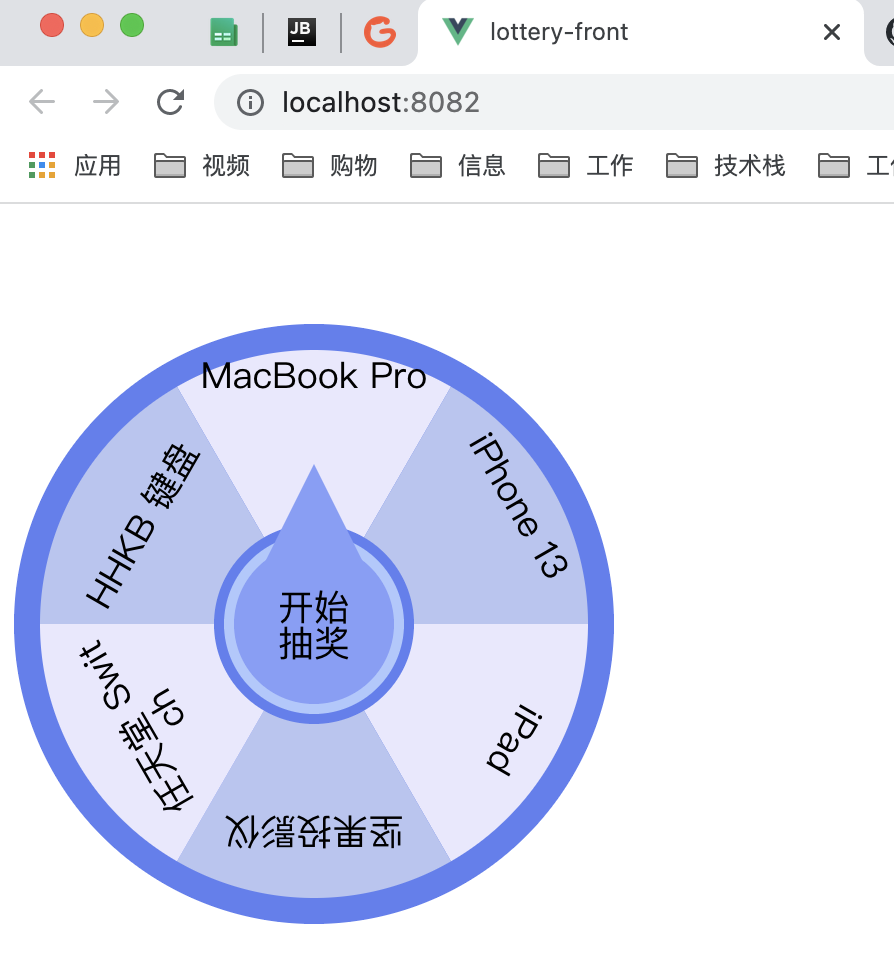 JB
lottery-front
localhost:8082
应用
视频
购物
信息
工作
技术栈
MacBook Pro
iPhone 13
iPad
坚果投影仪
任天堂 Swit
ch
HHKB 键盘
开始
抽奖